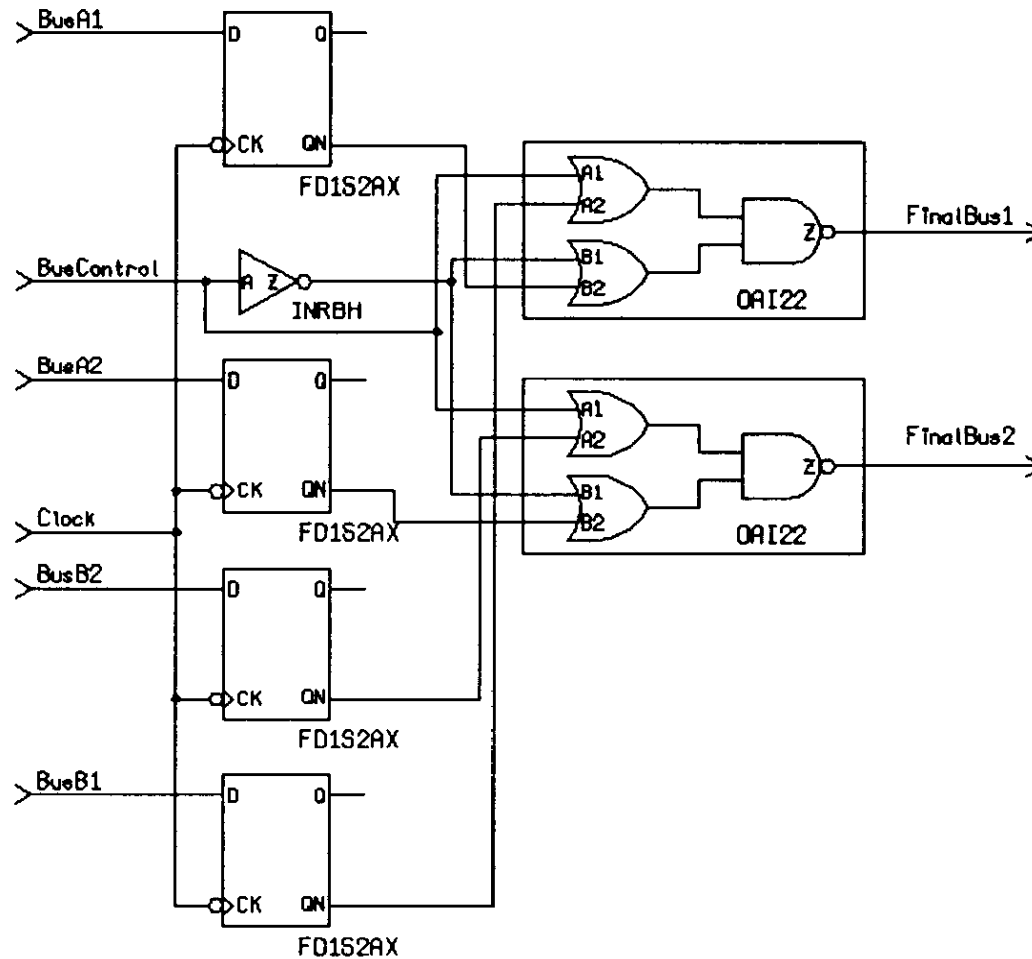 BusA1
D Q
CK QN
FD1S2AX
BusControl
A Z
INRBH
BusA2
D Q
CK QN
FD1S2AX
Clock
BusB2
D Q
CK QN
FD1S2AX
BusB1
D Q
CK QN
FD1S2AX
A1
A2
B1
B2
Z
OAI22
FinalBus1
A1
A2
B1
B2
Z
OAI22
FinalBus2